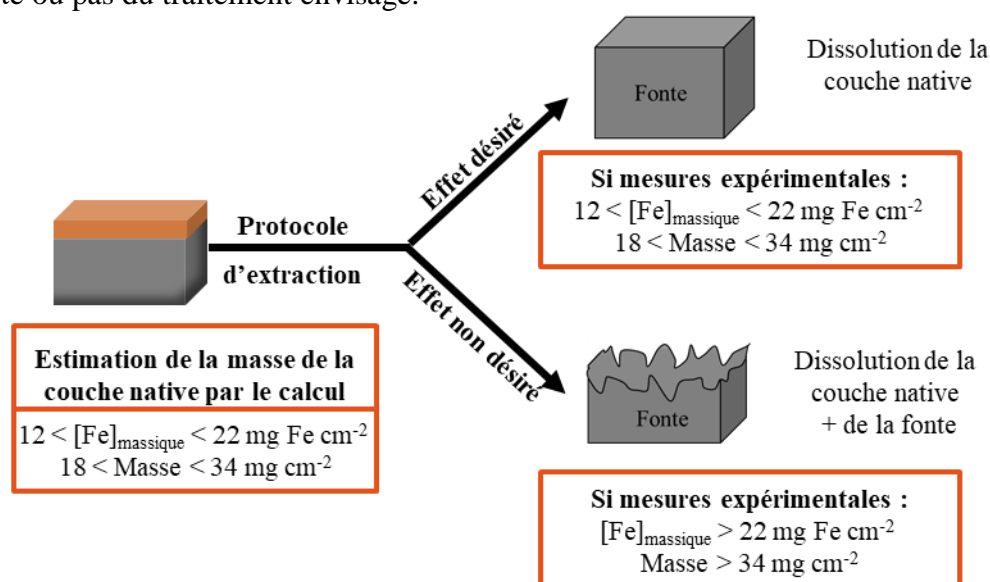 du traitement envisagé.
Fonte
Dissolution de la
couche native
Effet désiré
Si mesures expérimentales :
12 < [Fe]massique < 22 mg Fe cm-2
18 < Masse < 34 mg cm-2
Protocole
d'extraction
Effet non désiré
Estimation de la masse de la
couche native par le calcul
12 < [Fe]massique < 22 mg Fe cm-2
18 < Masse < 34 mg cm-2
Fonte
Dissolution de la
couche native
+ de la fonte
Si mesures expérimentales :
[Fe]massique > 22 mg Fe cm-2
Masse > 34 mg cm-2